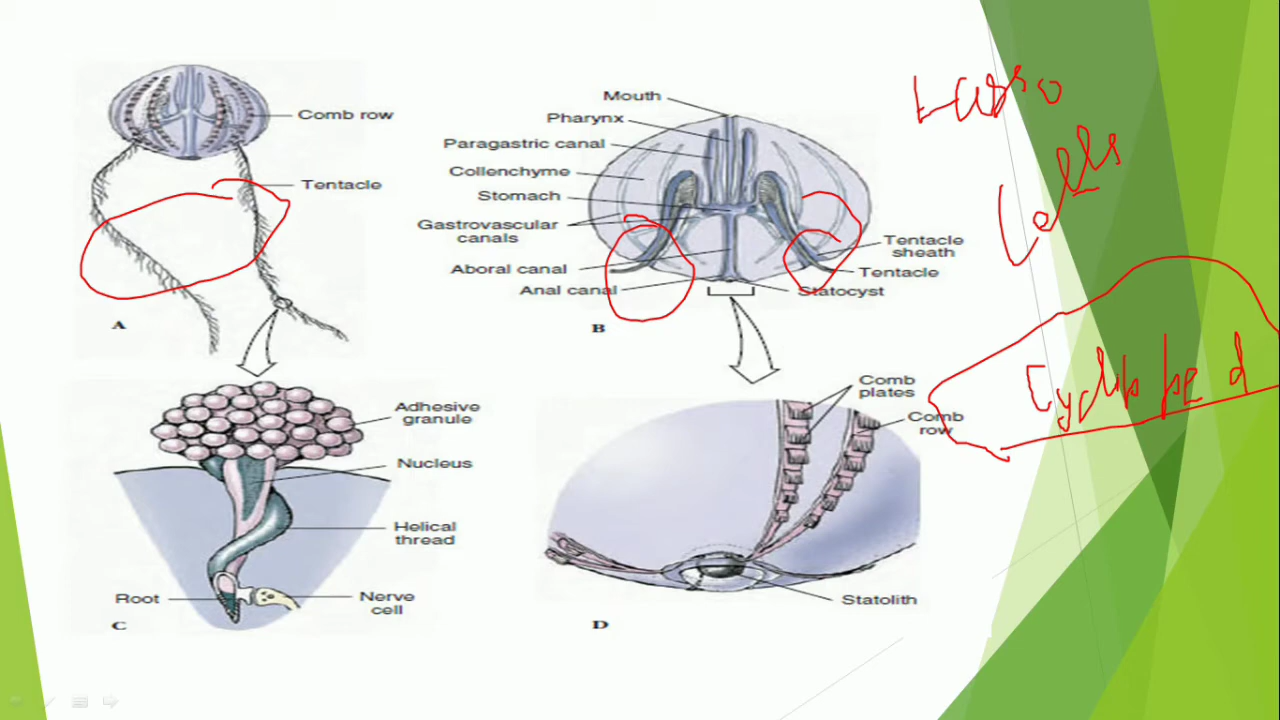 Comb row
Tentacle
A
Mouth
Pharynx
Paragastric canal
Collenchyme
Stomach
Gastrovascular
canals
Aboral canal
Anal canal
Tentacle
sheath
Tentacle
Statocyst
B
Adhesive
granule
Nucleus
Helical
thread
Root
Nerve
cell
C
Comb
plates
Comb
row
Statolith
D
Lasso
Cells